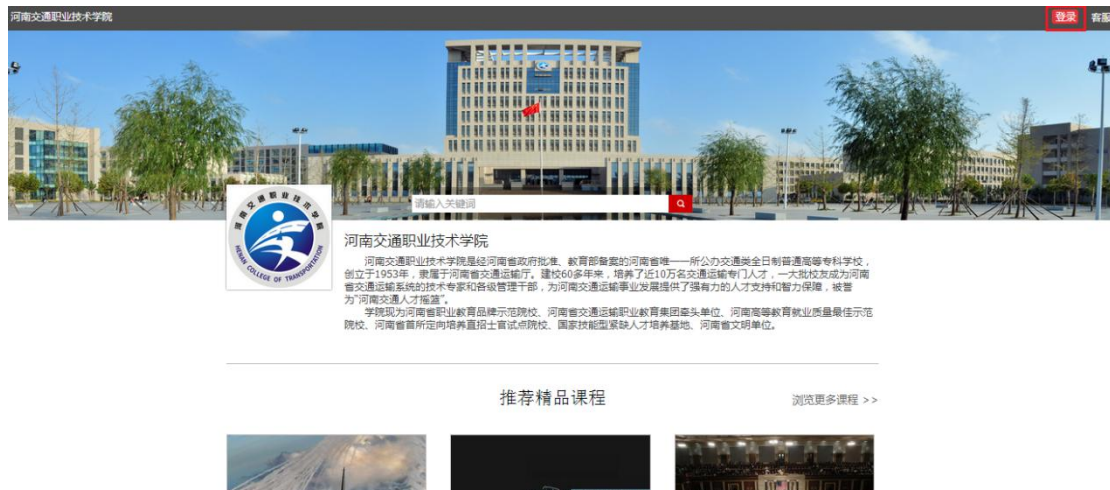 河南交通职业技术学院
登录 客服
请输入关键词
河南交通职业技术学院
HENAN COLLEGE OF TRANSPORTATION
河南交通职业技术学院
河南交通职业技术学院是经河南省政府批准、教育部备案的河南省唯一一所公办交通类全日制普通高等专科学校，
创立于1953年，隶属于河南省交通运输厅。建校60多年来，培养了近10万名交通运输专门人才，一大批校友成为河南
省交通运输系统的技术专家和各级管理干部，为河南交通运输事业发展提供了强有力的人才支持和智力保障，被誉
为“河南交通人才摇篮”。
学院现为河南省职业教育品牌示范院校、河南省交通运输职业教育集团牵头单位、河南高等教育就业质量最佳示范
院校、河南省首所定向培养直招士官试点院校、国家技能型紧缺人才培养基地、河南省文明单位。
推荐精品课程
浏览更多课程 >>